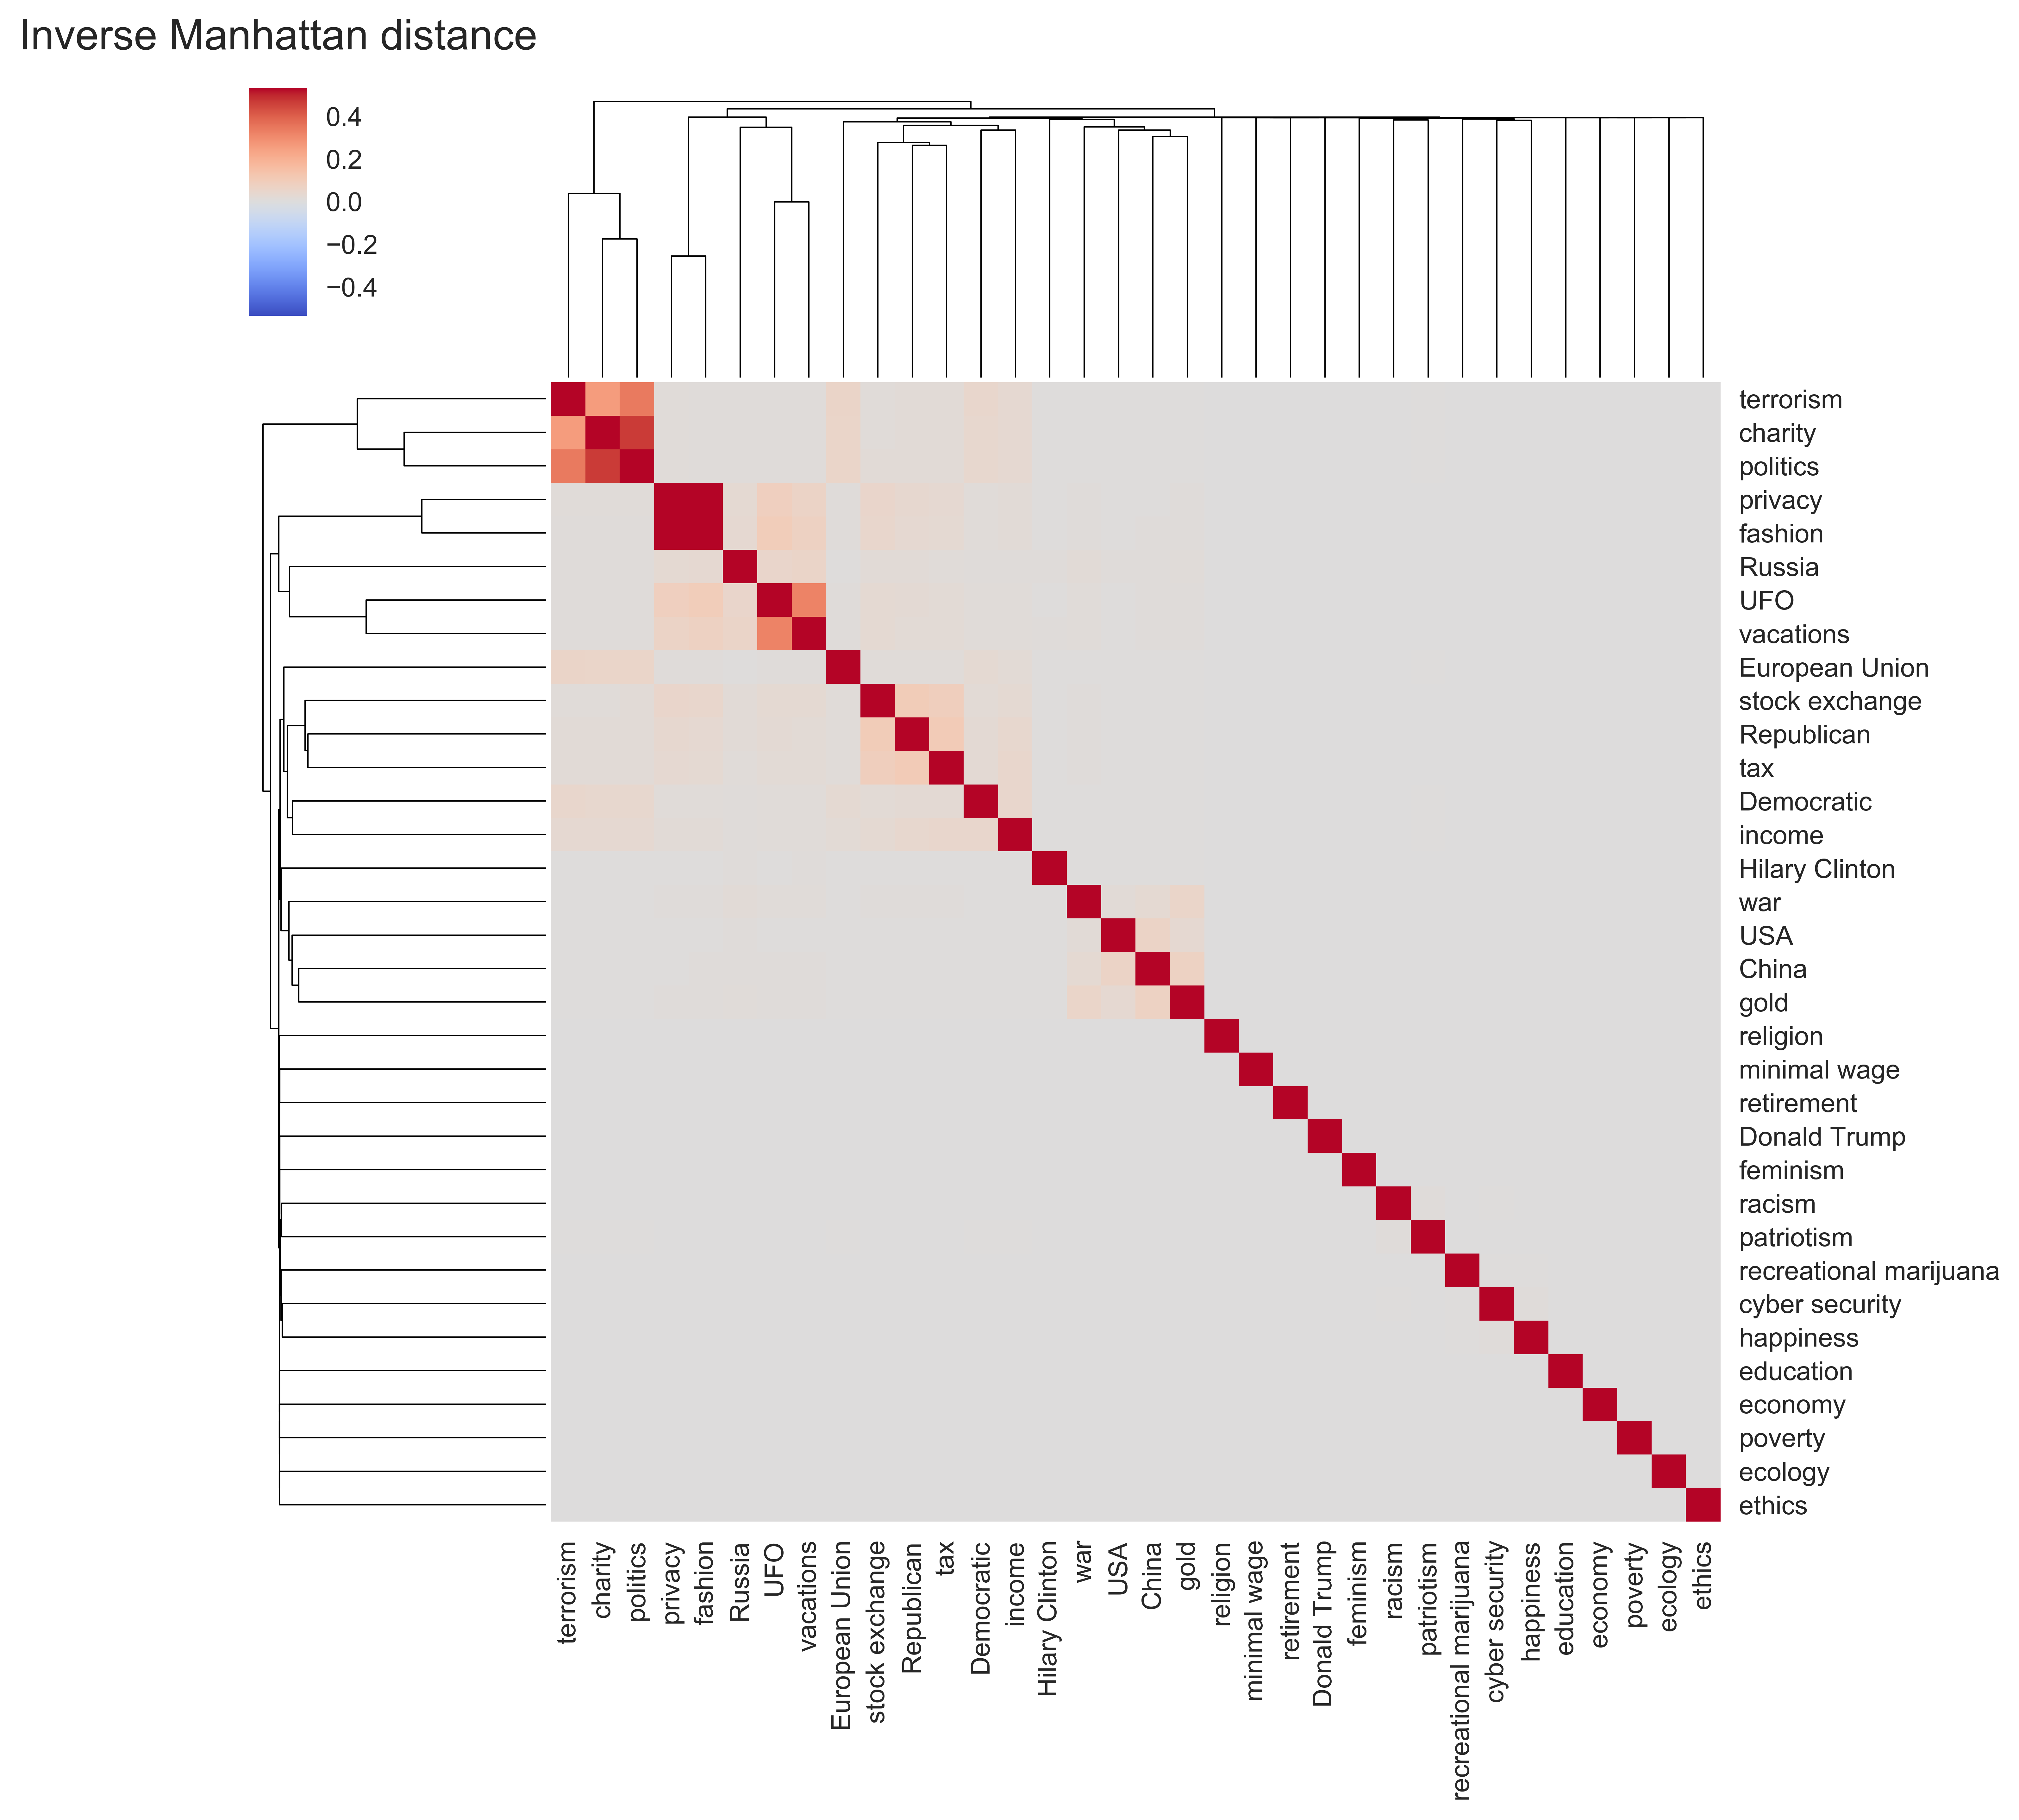 Inverse Manhattan distance
0.4
0.2
0.0
−0.2
−0.4
terrorism
charity
politics
privacy
fashion
Russia
UFO
vacations
European Union
stock exchange
Republican
tax
Democratic
income
Hilary Clinton
war
USA
China
gold
religion
minimal wage
retirement
Donald Trump
feminism
racism
patriotism
recreational marijuana
cyber security
happiness
education
economy
poverty
ecology
ethics
terrorism
charity
politics
privacy
fashion
Russia
UFO
vacations
European Union
stock exchange
Republican
tax
Democratic
income
Hilary Clinton
war
USA
China
gold
religion
minimal wage
retirement
Donald Trump
feminism
racism
patriotism
recreational marijuana
cyber security
happiness
education
economy
poverty
ecology
ethics